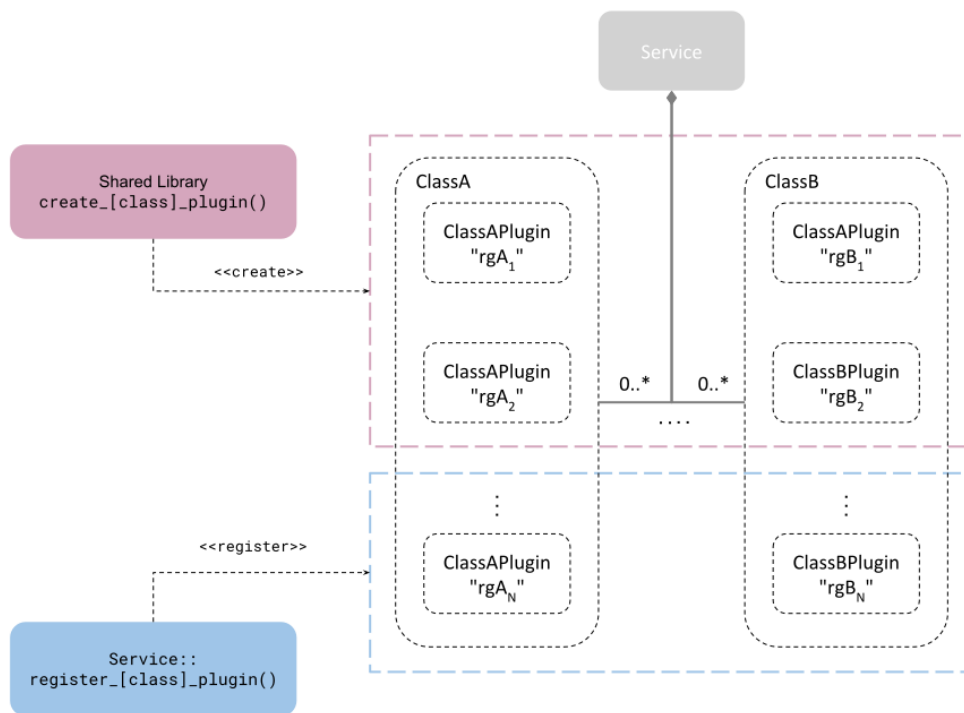 Service
Shared Library
create_[class]_plugin()
<<create>>
ClassA
ClassAPlugin
"rgA1"
ClassAPlugin
"rgA2"
0..*
0..*
....
ClassB
ClassAPlugin
"rgB1"
ClassBPlugin
"rgB2"
<<register>>
Service::
register_[class]_plugin()
⋮
ClassAPlugin
"rgAN"
⋮
ClassBPlugin
"rgBN"